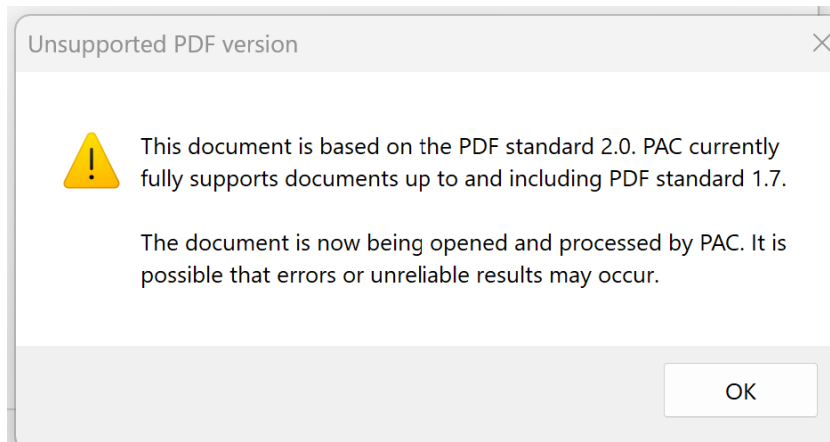 Unsupported PDF version
This document is based on the PDF standard 2.0. PAC currently
fully supports documents up to and including PDF standard 1.7.
The document is now being opened and processed by PAC. It is
possible that errors or unreliable results may occur.
OK